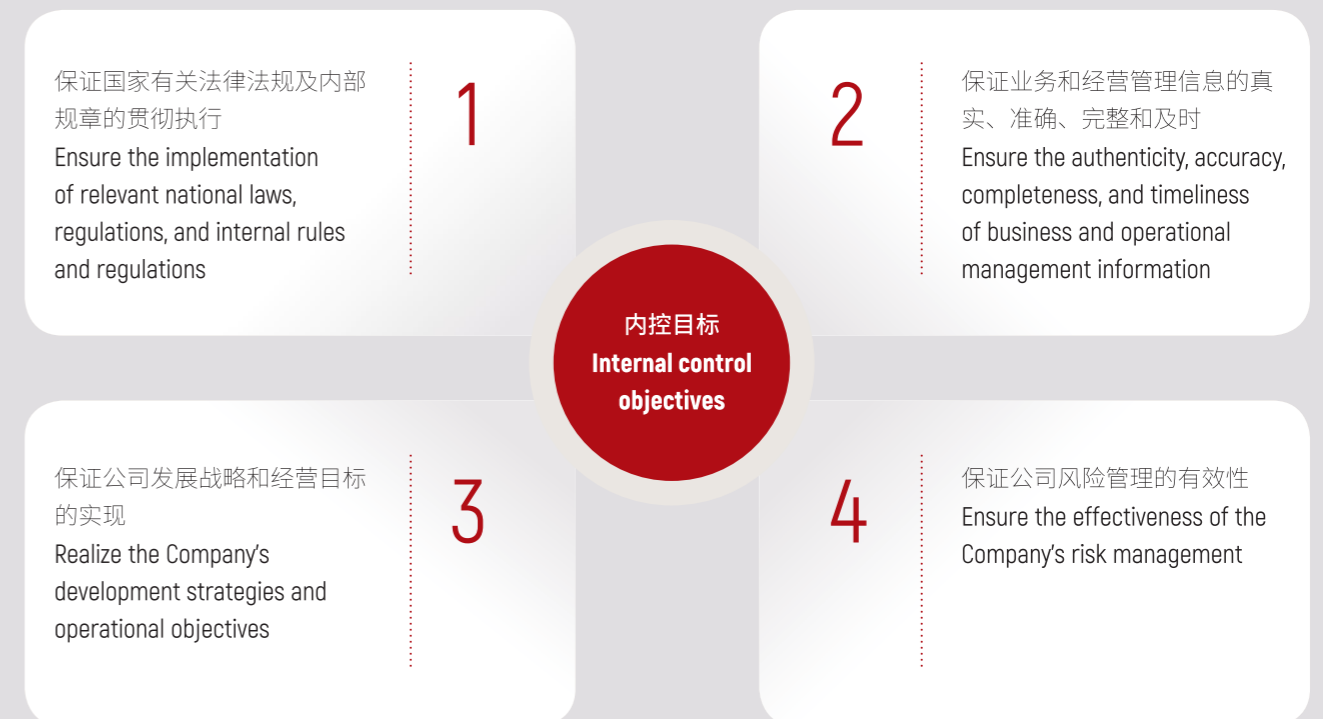 保证国家有关法律法规及内部
规章的贯彻执行
Ensure the implementation
of relevant national laws,
regulations, and internal rules
and regulations
1
2
保证业务和经营管理信息的真
实、准确、完整和及时
Ensure the authenticity, accuracy,
completeness, and timeliness
of business and operational
management information
内控目标
Internal control
objectives
保证公司发展战略和经营目标
的实现
Realize the Company's
development strategies and
operational objectives
3
4
保证公司风险管理的有效性
Ensure the effectiveness of the
Company's risk management